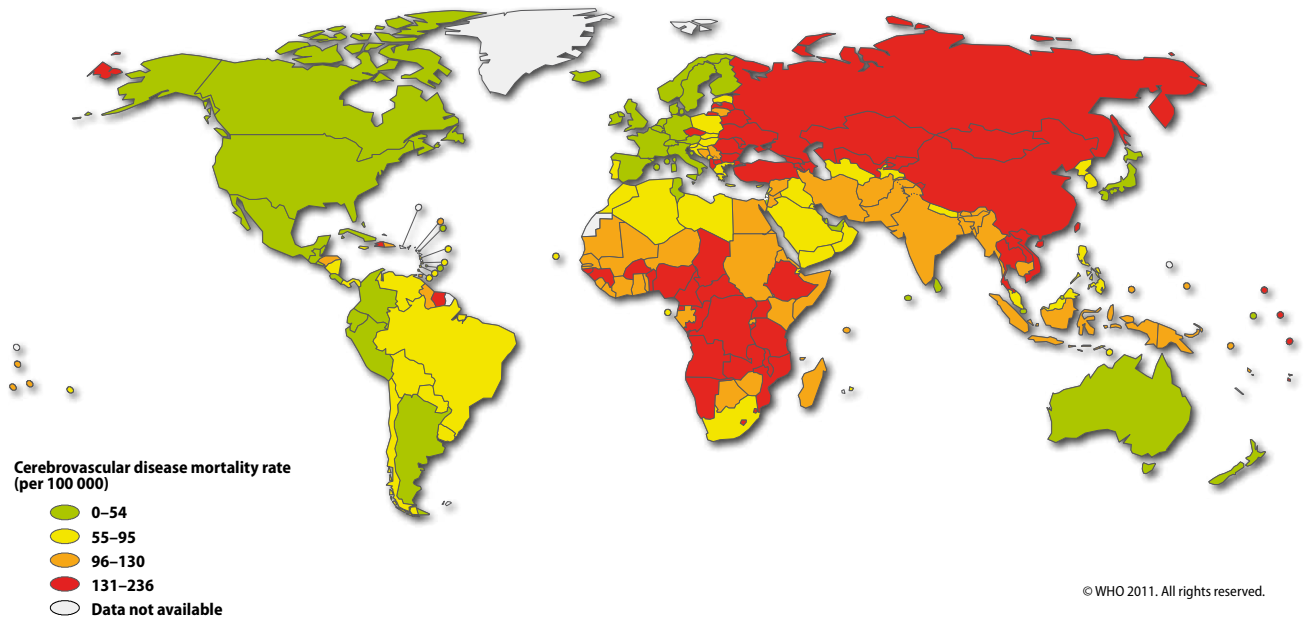 Cerebrovascular disease mortality rate
(per 100 000)
0–54
55–95
96–130
131–236
Data not available
© WHO 2011. All rights reserved.